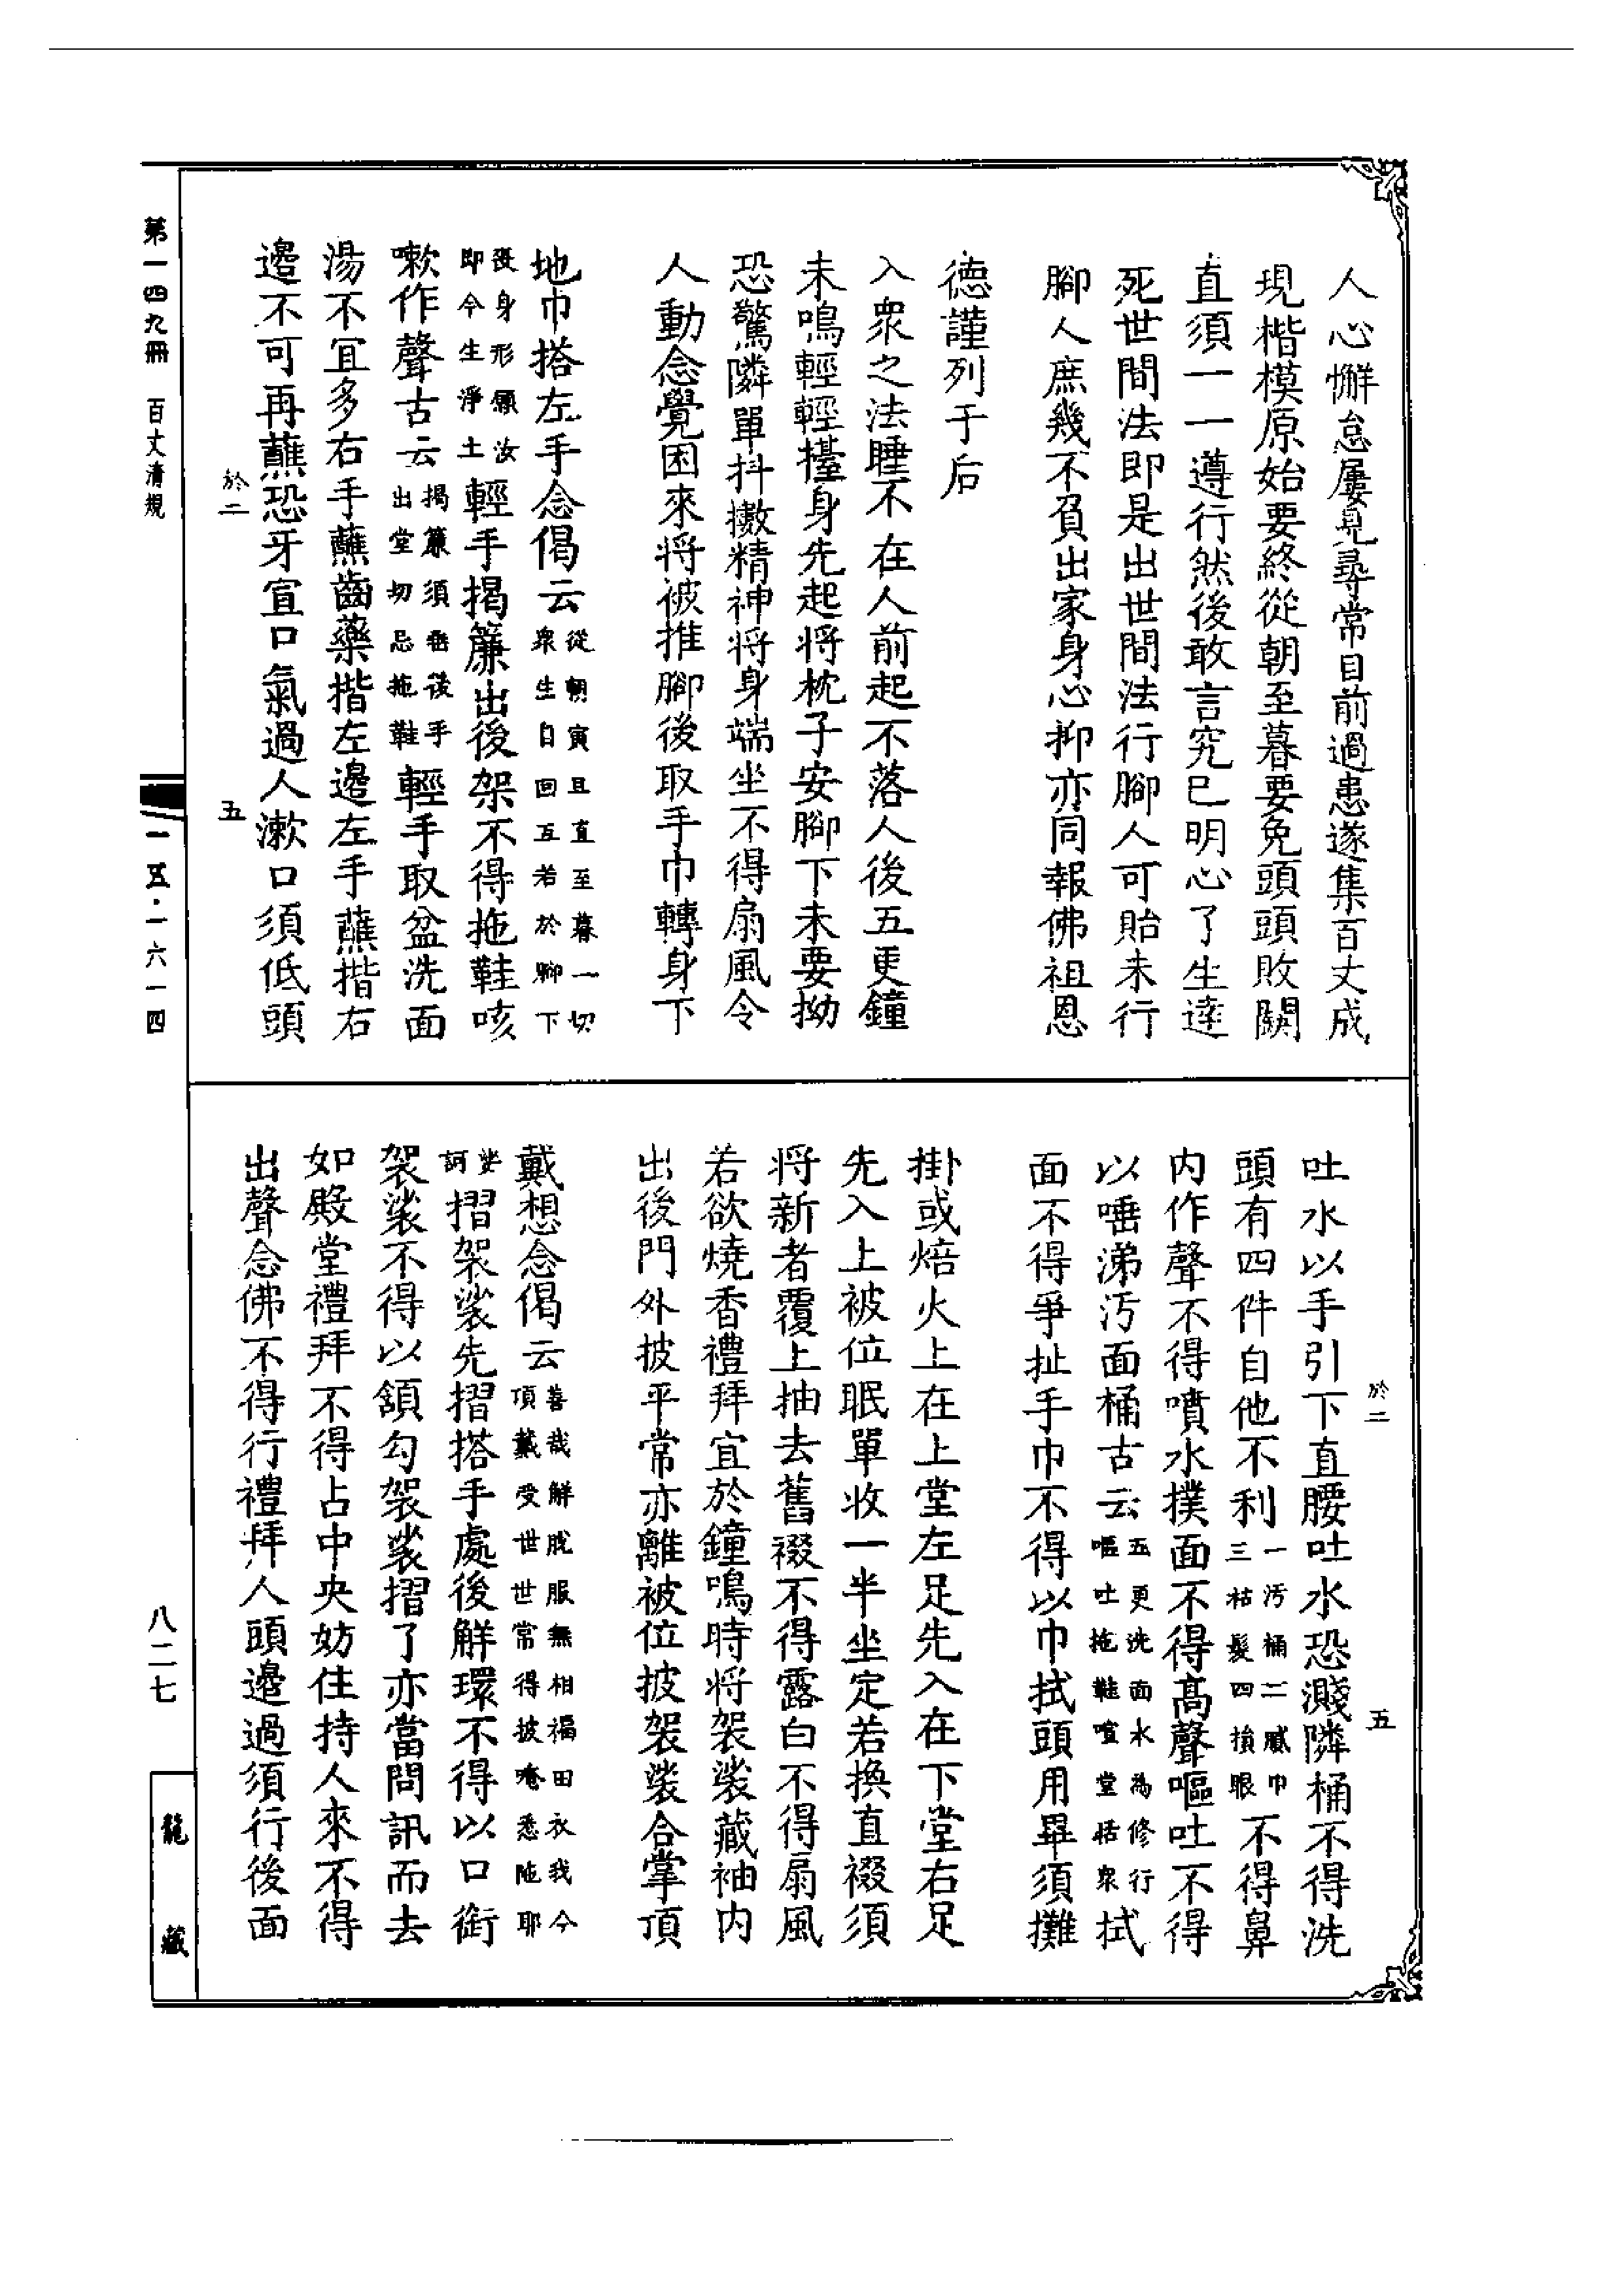 人心懈怠屢見尋常目前過患遂集百丈成
現楷模原始要終從朝至暮要免頭頭敗闕
直須一一遵行然後敢言究已明心了生達
死世間法即是出世間法行腳人可貽未行
腳人庶幾不負出家身心抑亦同報佛祖恩
德謹列于后
入衆之法睡不在人前起不落人後五更鐘
未鳴輕輕擡身先起将枕子安腳下未要拗
恐驚隣單抖擻精神将身端坐不得扇風令
人動念覺困來将被推腳後取手巾轉身下
地巾搭左手念偈云從朝寅旦直至暮一切
衆生自回互若於腳下
喪身形願汝
即今生淨土輕手揭簾出後架不得拖鞋咳
嗽作聲古云揭簾須垂後手
出堂切忌拖鞋輕手取盆洗面
湯不宜多右手蘸齒藥揩左邊左手蘸揩右
邊不可再蘸恐牙宣口氣過人漱口須低頭
於二
五
吐水以手引下直腰吐水恐濺隣桶不得洗
頭有四件自他不利一污桶二膩巾
三枯髮四損眼不得鼻
内作聲不得噴水撲面不得髙聲嘔吐不得
以唾涕污面桶古云五更洗面水為修行
嘔吐拖鞋喧堂恬衆拭
面不得爭扯手巾不得以巾拭頭用畢須攤
掛或焙火上在上堂左足先入在下堂右足
先入上被位眠單收一半坐定若換直裰須
将新者覆上抽去舊裰不得露白不得扇風
若欲燒香禮拜宜於鐘鳴時将袈裟藏袖内
出後門外披平常亦離被位披袈裟合掌頂
戴想念偈云善哉解脫服無相福田衣我今
頂戴受世世常得披唵悉陁耶
娑
訶摺袈裟先摺搭手處後解環不得以口銜
袈裟不得以頷勾袈裟摺了亦當問訊而去
如殿堂禮拜不得占中央妨住持人來不得
出聲念佛不得行禮拜人頭邊過須行後面
於二
五
第一四九冊 百丈清規
一五·一六一四
八二七
龍藏